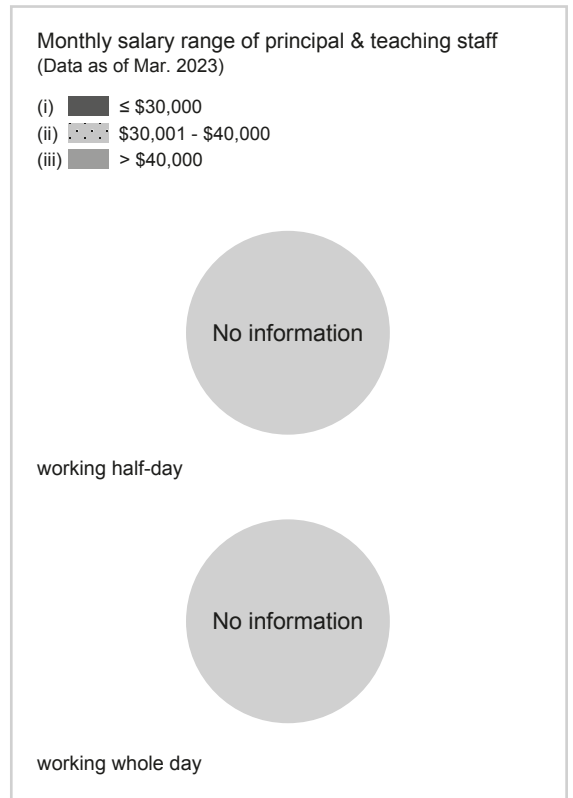 Monthly salary range of principal & teaching staff
(Data as of Mar. 2023)
(i) ≤ $30,000
(ii) $30,001 - $40,000
(iii) > $40,000
No information
working half-day
No information
working whole day